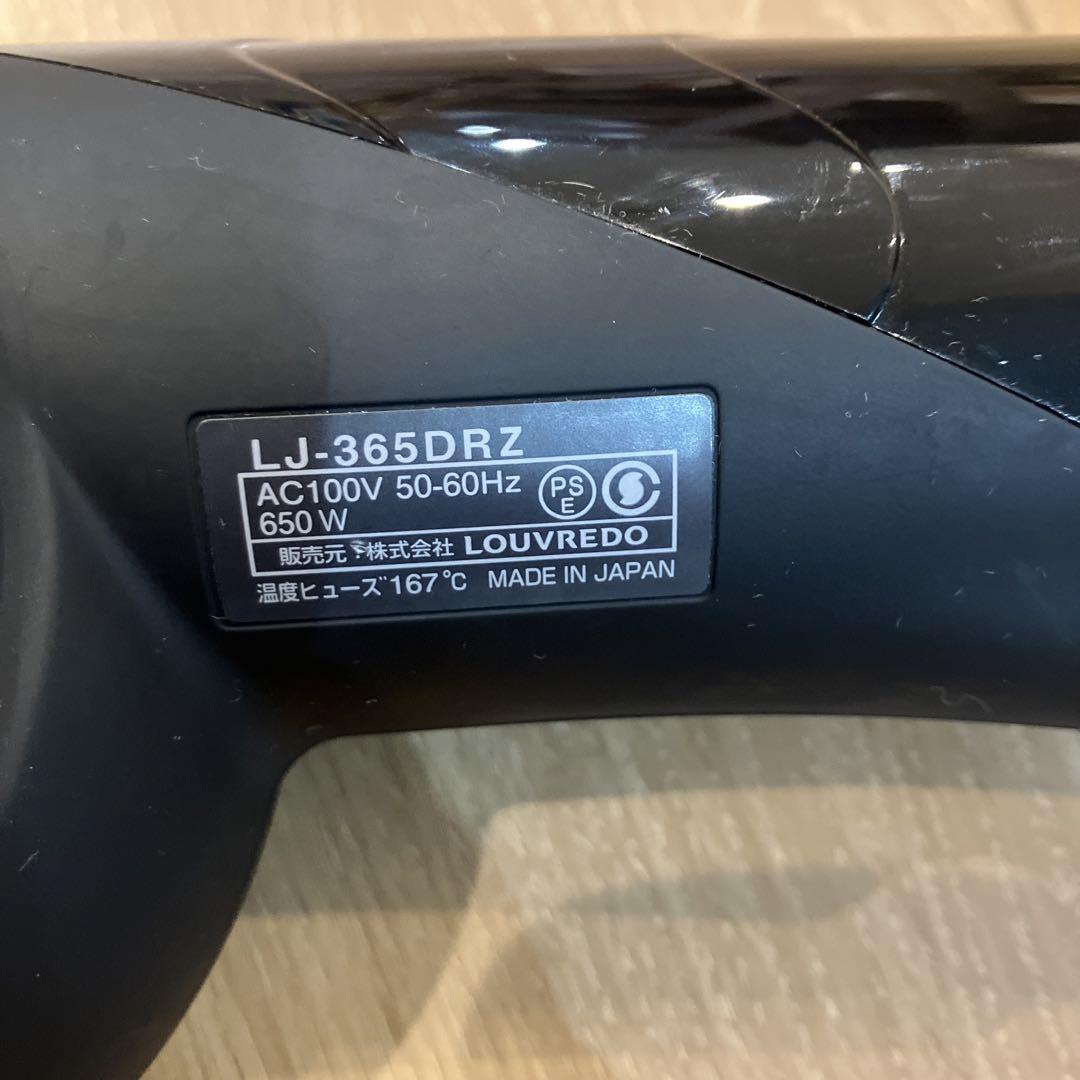 LJ-365DRZ
AC100V 50-60Hz
650W
PS
E
販売元:株式会社 LOUVREDO
温度ヒューズ167℃ MADE IN JAPAN